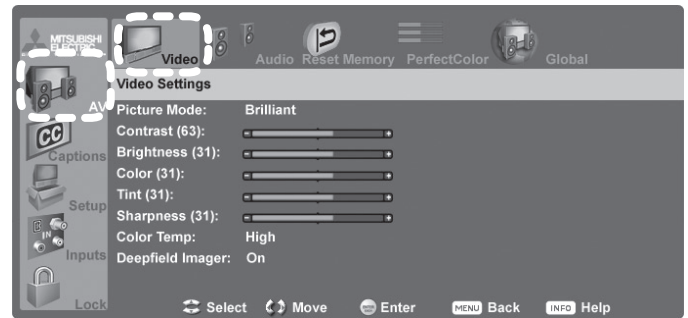 MITSUBISHI
ELECTRIC
Video
Audio
Reset Memory
PerfectColor
Global
AV
Video Settings
Picture Mode: Brilliant
Contrast (63):
Brightness (31):
Color (31):
Tint (31):
Sharpness (31):
Color Temp: High
Deepfield Imager: On
CC
Captions
Setup
IN
Inputs
Lock
Select Move Enter MENU Back INFO Help